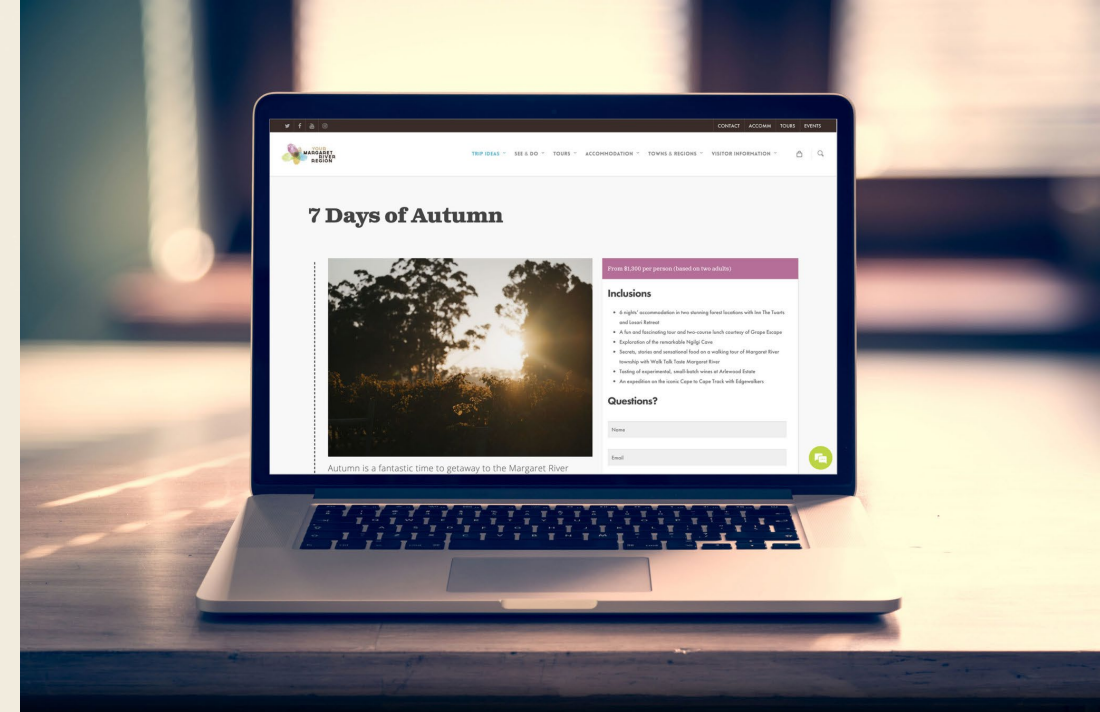 CONTACT ACCOMM TOURS EVENTS
YOUR
MARGARET
RIVER
REGION
TRIP IDEAS SEE & DO TOURS ACCOMMODATION TOWNS & REGIONS VISITOR INFORMATION
7 Days of Autumn
From $1,300 per person (based on two adults)
Inclusions
6 nights' accommodation in two stunning forest locations with Inn The Tuarts
and Losari Retreat
A fun and fascinating tour and two-course lunch courtesy of Grape Escape
Exploration of the remarkable Ngilgi Cave
Secrets, stories and sensational food on a walking tour of Margaret River
township with Walk Talk Taste Margaret River
Tasting of experimental, small-batch wines at Arlewood Estate
An expedition on the iconic Cape to Cape Track with Edgewalkers
Questions?
Name
Email
Autumn is a fantastic time to getaway to the Margaret River